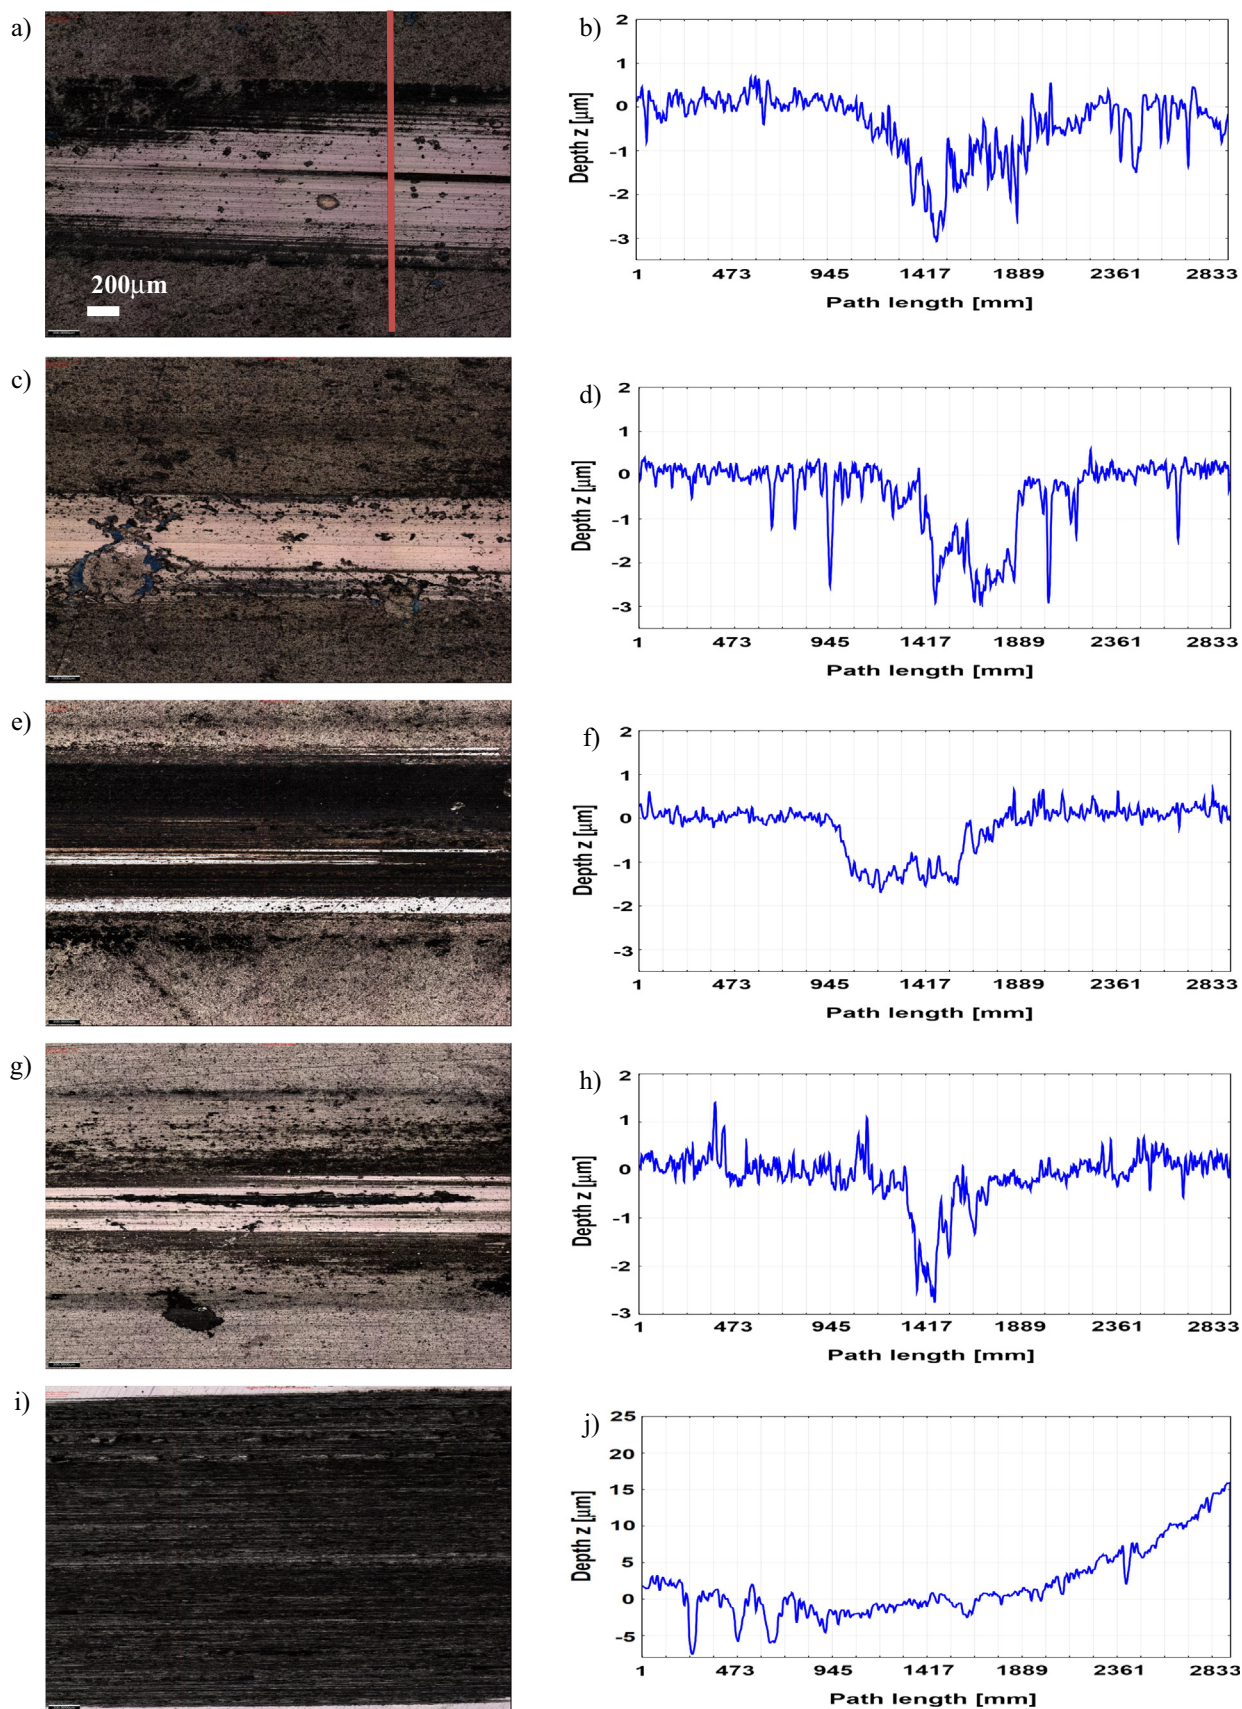 a)
200μm
b)
2
1
0
-1
-2
-3
Depth z [μm]
1 473 945 1417 1889 2361 2833
Path length [mm]
c)
d)
2
1
0
-1
-2
-3
Depth z [μm]
1 473 945 1417 1889 2361 2833
Path length [mm]
e)
f)
2
1
0
-1
-2
-3
Depth z [μm]
1 473 945 1417 1889 2361 2833
Path length [mm]
g)
h)
2
1
0
-1
-2
-3
Depth z [μm]
1 473 945 1417 1889 2361 2833
Path length [mm]
i)
j)
25
20
15
10
5
0
-5
Depth z [μm]
1 473 945 1417 1889 2361 2833
Path length [mm]